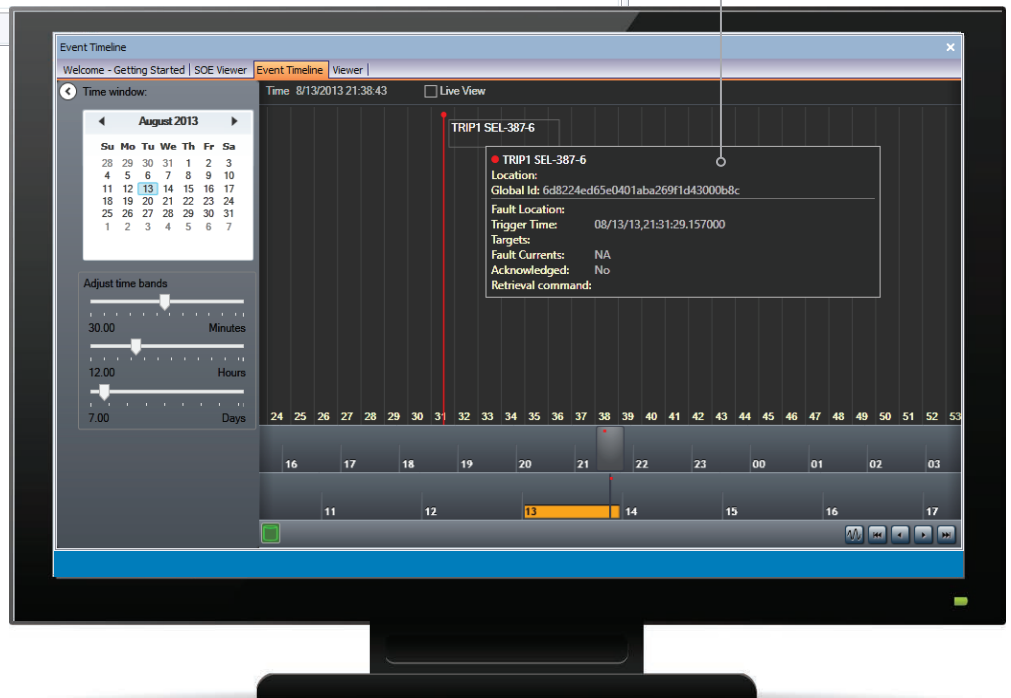 Event Timeline
Welcome - Getting Started | SOE Viewer Event Timeline Viewer |
Time window: Time 8/13/2013 21:38:43 Live View
August 2013
Su Mo Tu We Th Fr Sa
28 29 30 31 1 2 3
4 5 6 7 8 9 10
11 12 13 14 15 16 17
18 19 20 21 22 23 24
25 26 27 28 29 30 31
1 2 3 4 5 6 7
Adjust time bands
30.00 Minutes
12.00 Hours
7.00 Days
TRIP1 SEL-387-6
TRIP1 SEL-387-6
Location:
Global Id: 6d8224ed65e0401aba269f1d43000b8c
Fault Location:
Trigger Time: 08/13/13,21:31:29.157000
Targets:
Fault Currents: NA
Acknowledged: No
Retrieval command:
24 25 26 27 28 29 30 31 32 33 34 35 36 37 38 39 40 41 42 43 44 45 46 47 48 49 50 51 52 53
16 17 18 19 20 21 22 23 00 01 02 03
11 12 13 14 15 16 17